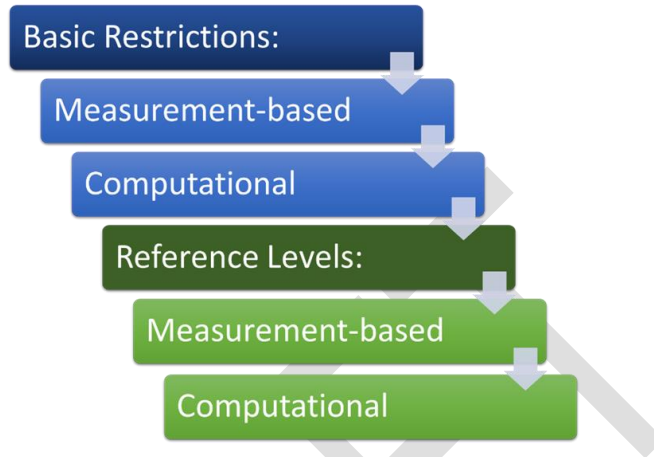 Basic Restrictions:
Measurement-based
Computational
Reference Levels:
Measurement-based
Computational